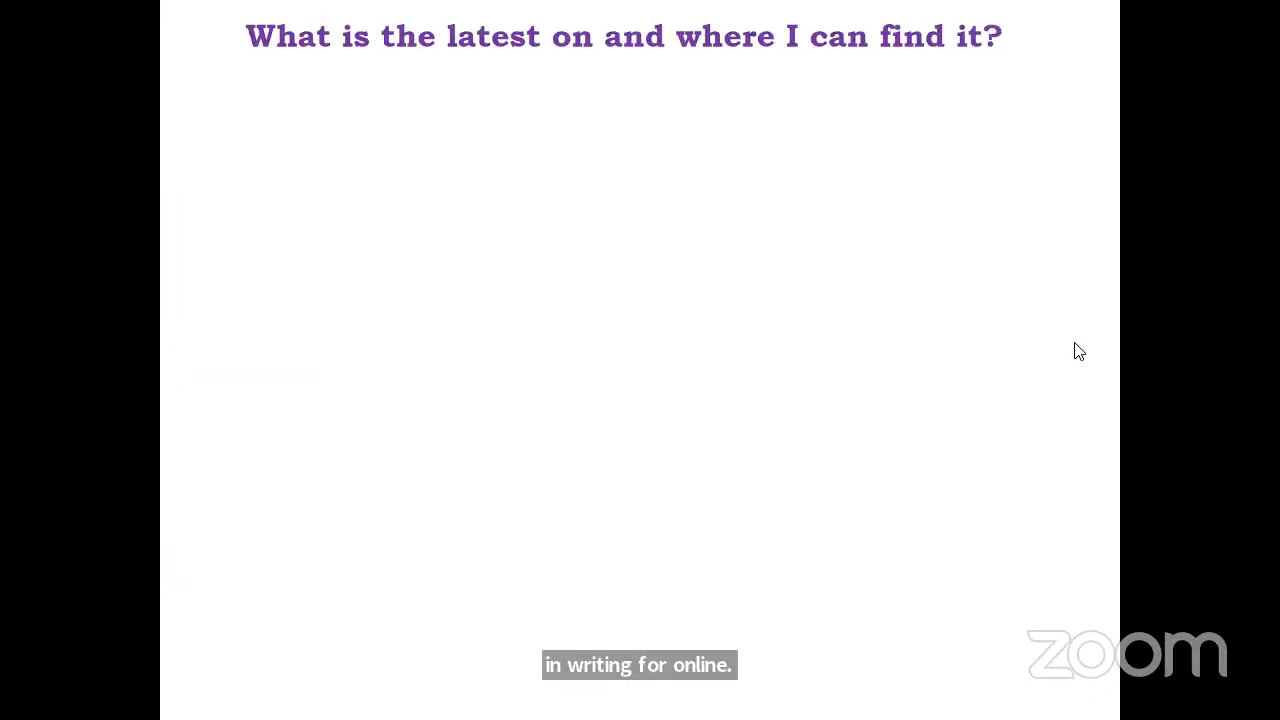 What is the latest on and where I can find it?
in writing for online.
zoom